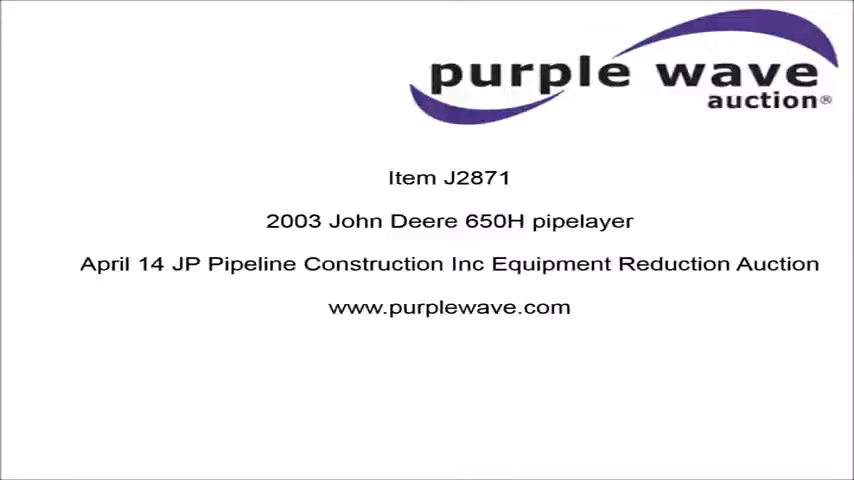 purple wave
auction®
Item J2871
2003 John Deere 650H pipelayer
April 14 JP Pipeline Construction Inc Equipment Reduction Auction
www.purplewave.com